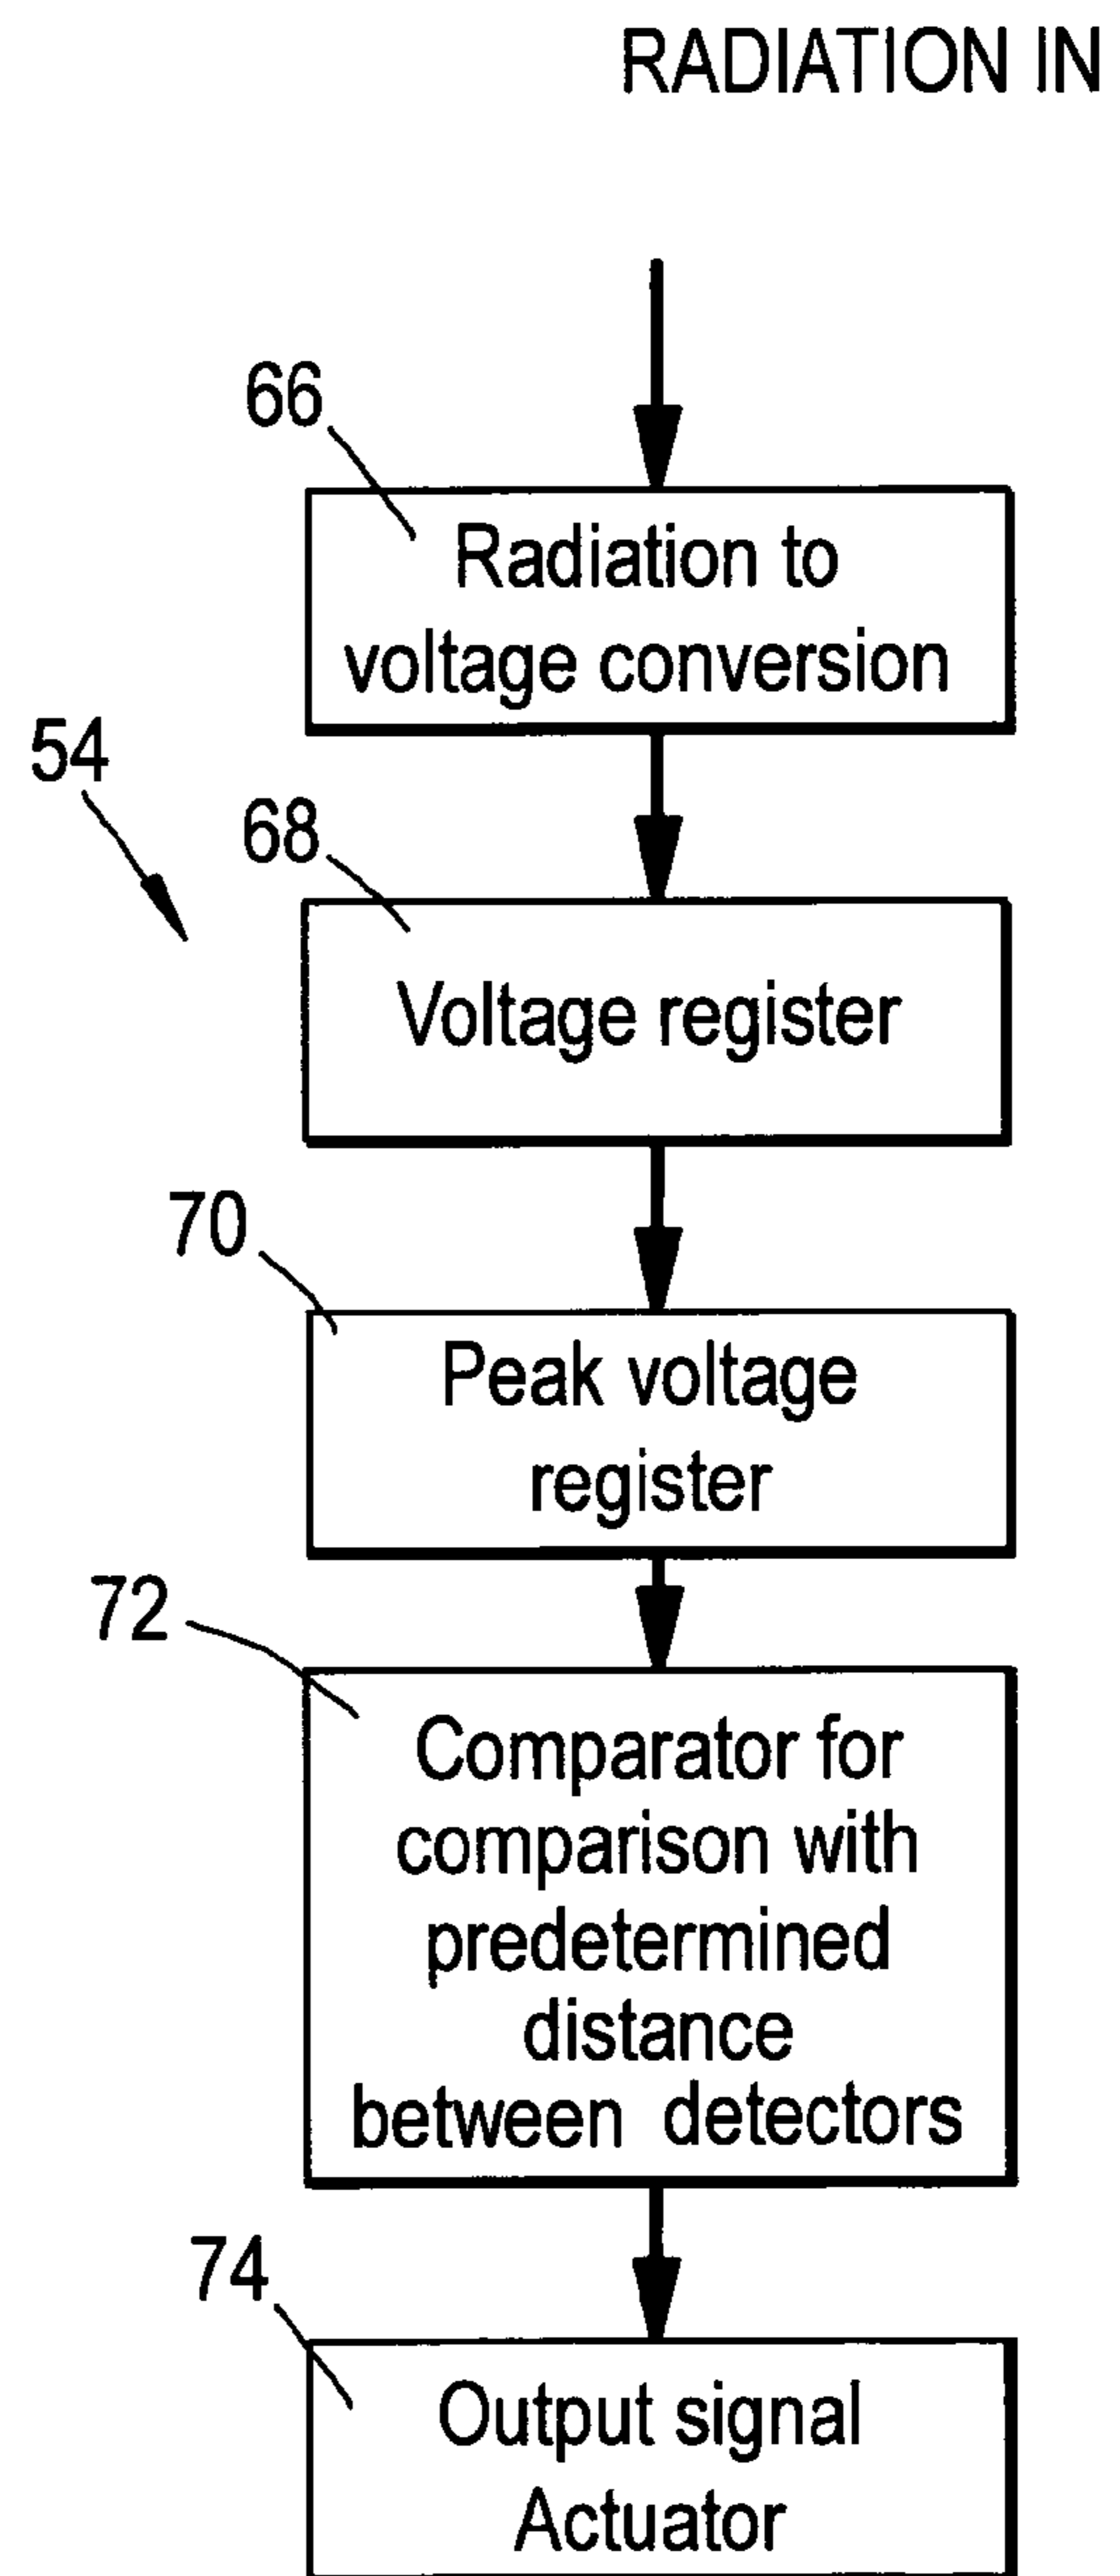 RADIATION IN
66
Radiation to
voltage conversion
54
68
Voltage register
70
Peak voltage
register
72
Comparator for
comparison with
predetermined
distance
between detectors
74
Output signal
Actuator